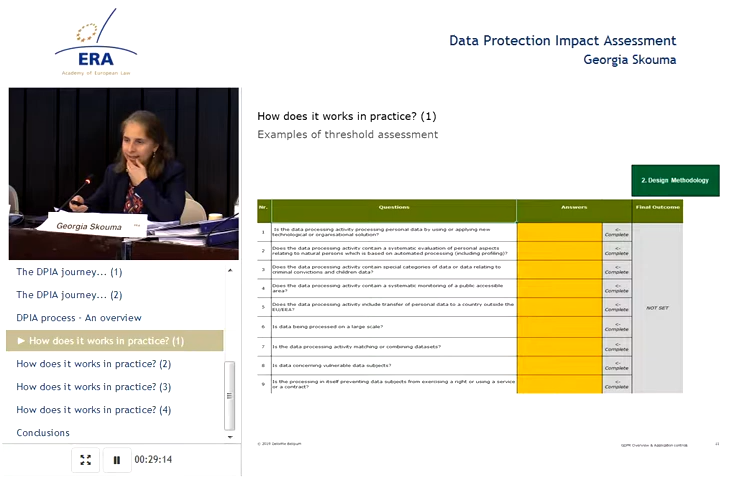 ERA
Academy of European Law
Data Protection Impact Assessment
Georgia Skouma
Georgia Skouma
The DPIA journey... (1)
The DPIA journey... (2)
DPIA process - An overview
► How does it works in practice? (1)
How does it works in practice? (2)
How does it works in practice? (3)
How does it works in practice? (4)
Conclusions
00:29:14
How does it works in practice? (1)
Examples of threshold assessment
2. Design Methodology
Nr. Questions Answers Final Outcome
1 Is the data processing activity processing personal data by using or applying new
technological or organizational solution?
<-
Complete
2 Does the data processing activity contain a systematic evaluation of personal aspects
relating to natural persons which is based on automated processing (including profiling)?
<-
Complete
3 Does the data processing activity contain special categories of data or data relating to
criminal convictions and children data?
<-
Complete
4 Does the data processing activity contain a systematic monitoring of a public accessible
area?
<-
Complete
5 Does the data processing activity include transfer of personal data to a country outside the
EU/EEA?
<-
Complete
NOT SET
6 Is data being processed on a large scale?
<-
Complete
7 Is the data processing activity matching or combining datasets?
<-
Complete
8 Is data concerning vulnerable data subjects?
<-
Complete
9 Is the processing in itself preventing data subjects from exercising a right or using a service
or a contract?
<-
Complete
GDPR Overview & Application controls